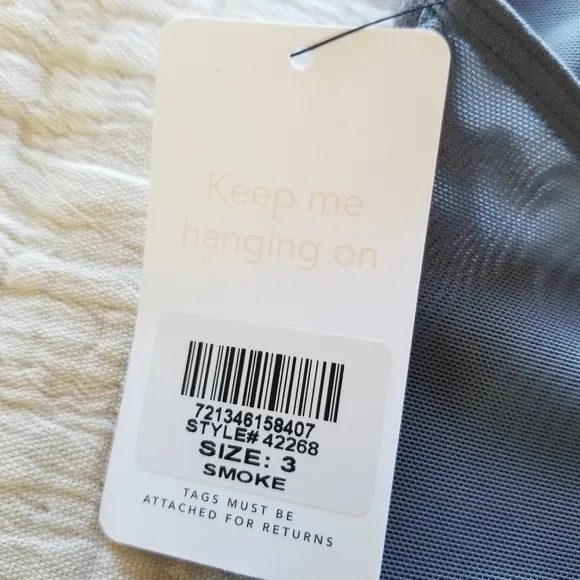 Keep me
hanging on
721346158407
STYLE# 42268
SIZE: 3
SMOKE
TAGS MUST BE
ATTACHED FOR RETURNS